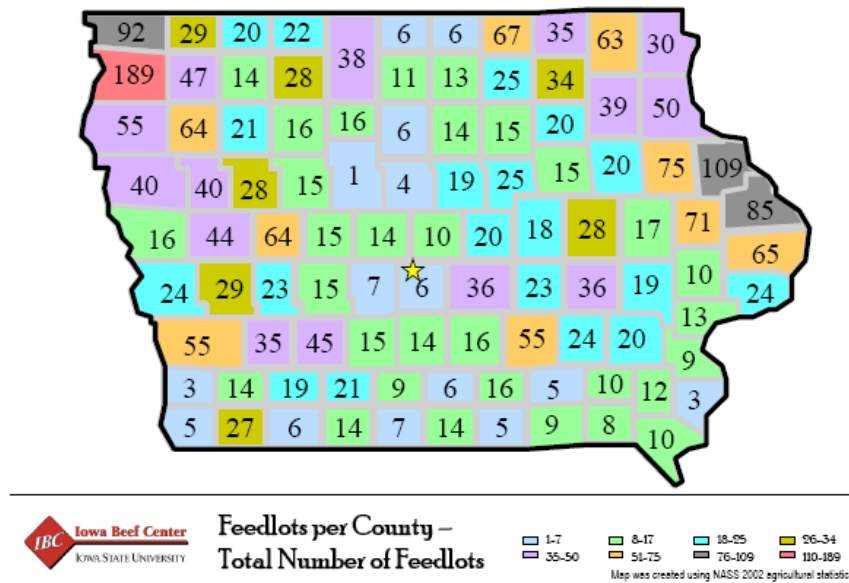 92 29 20 22 38 6 6 67 35 63 30
189 47 14 28 11 13 25 34
55 64 21 16 16 6 14 15 20 39 50
40 40 28 15 1 4 19 25 15 20 75 109
16 44 64 15 14 10 20 18 28 17 71 85
65
24 29 23 15 7 6 36 23 36 19 10 24
13
55 35 45 15 14 16 55 24 20 9
3 14 19 21 9 6 16 5 10 12 3
5 27 6 14 7 14 5 9 8 10
IBC Iowa Beef Center
IOWA STATE UNIVERSITY
Feedlots per County –
Total Number of Feedlots
1-7 8-17 18-25 26-34
35-50 51-75 76-109 110-189
Map was created using NASS 2002 agricultural statistic